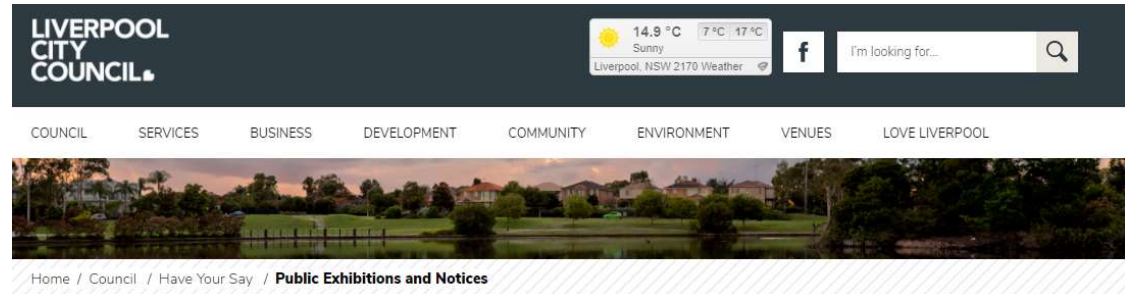 LIVERPOOL
CITY
COUNCIL
14.9 °C 7 °C 17 °C
Sunny
Liverpool, NSW 2170 Weather
f
I'm looking for...
COUNCIL SERVICES BUSINESS DEVELOPMENT COMMUNITY ENVIRONMENT VENUES LOVE LIVERPOOL
Home / Council / Have Your Say / Public Exhibitions and Notices